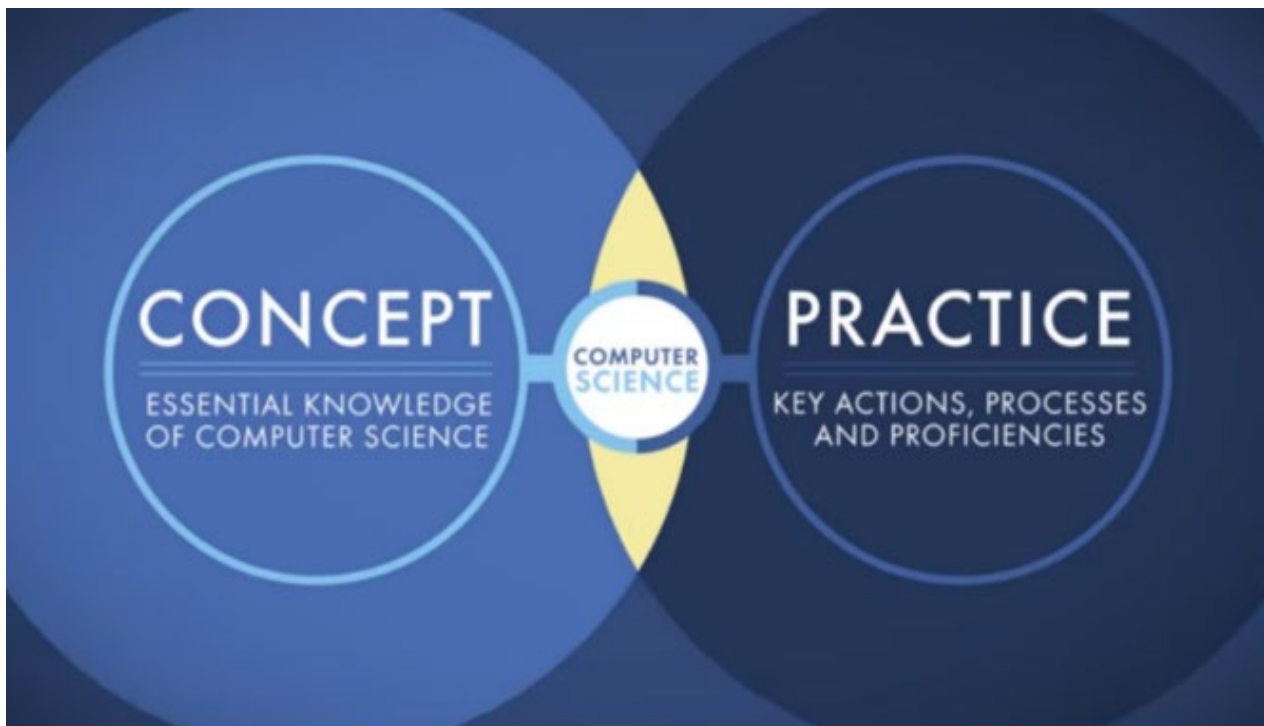 CONCEPT
ESSENTIAL KNOWLEDGE
OF COMPUTER SCIENCE
COMPUTER
SCIENCE
PRACTICE
KEY ACTIONS, PROCESSES
AND PROFICIENCIES